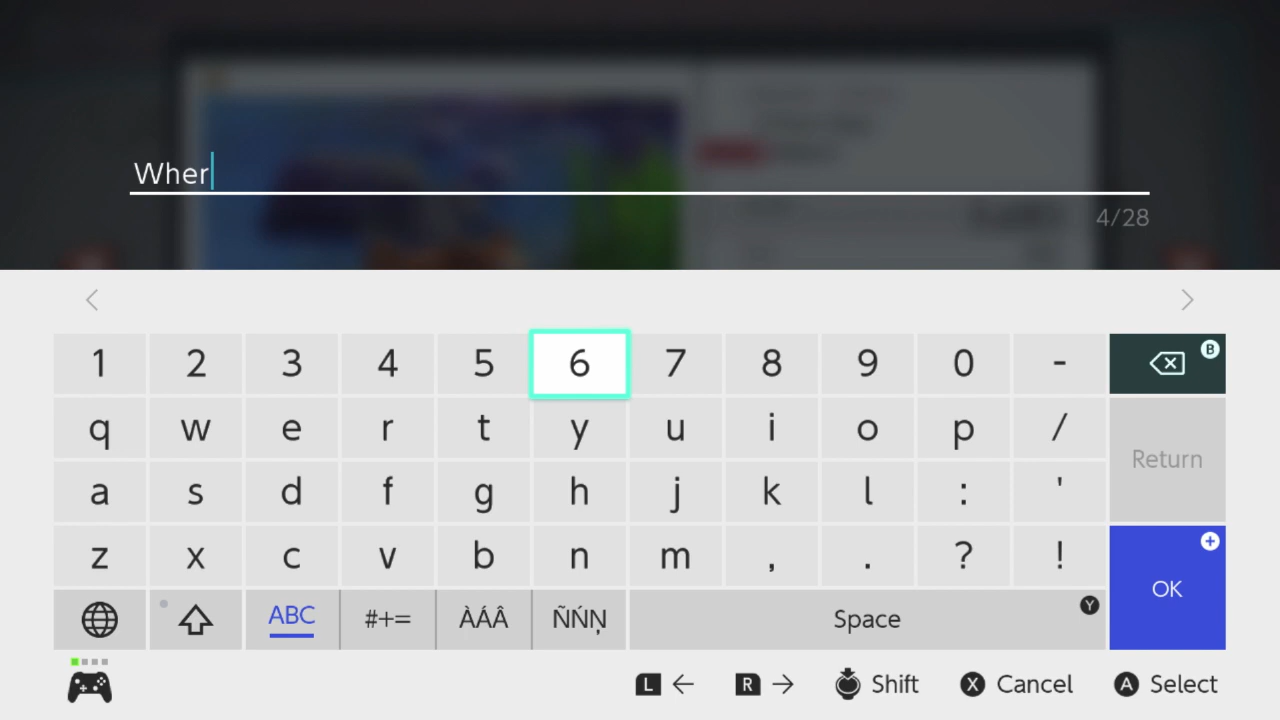 Wher
4/28
1 2 3 4 5 6 7 8 9 0 - B
q w e r t y u i o p / Return
a s d f g h j k l : '
z x c v b n m , . ? ! + OK
ABC #+= ÀÁÂ ÑŃŅ Space Y
L ← R → Shift X Cancel A Select